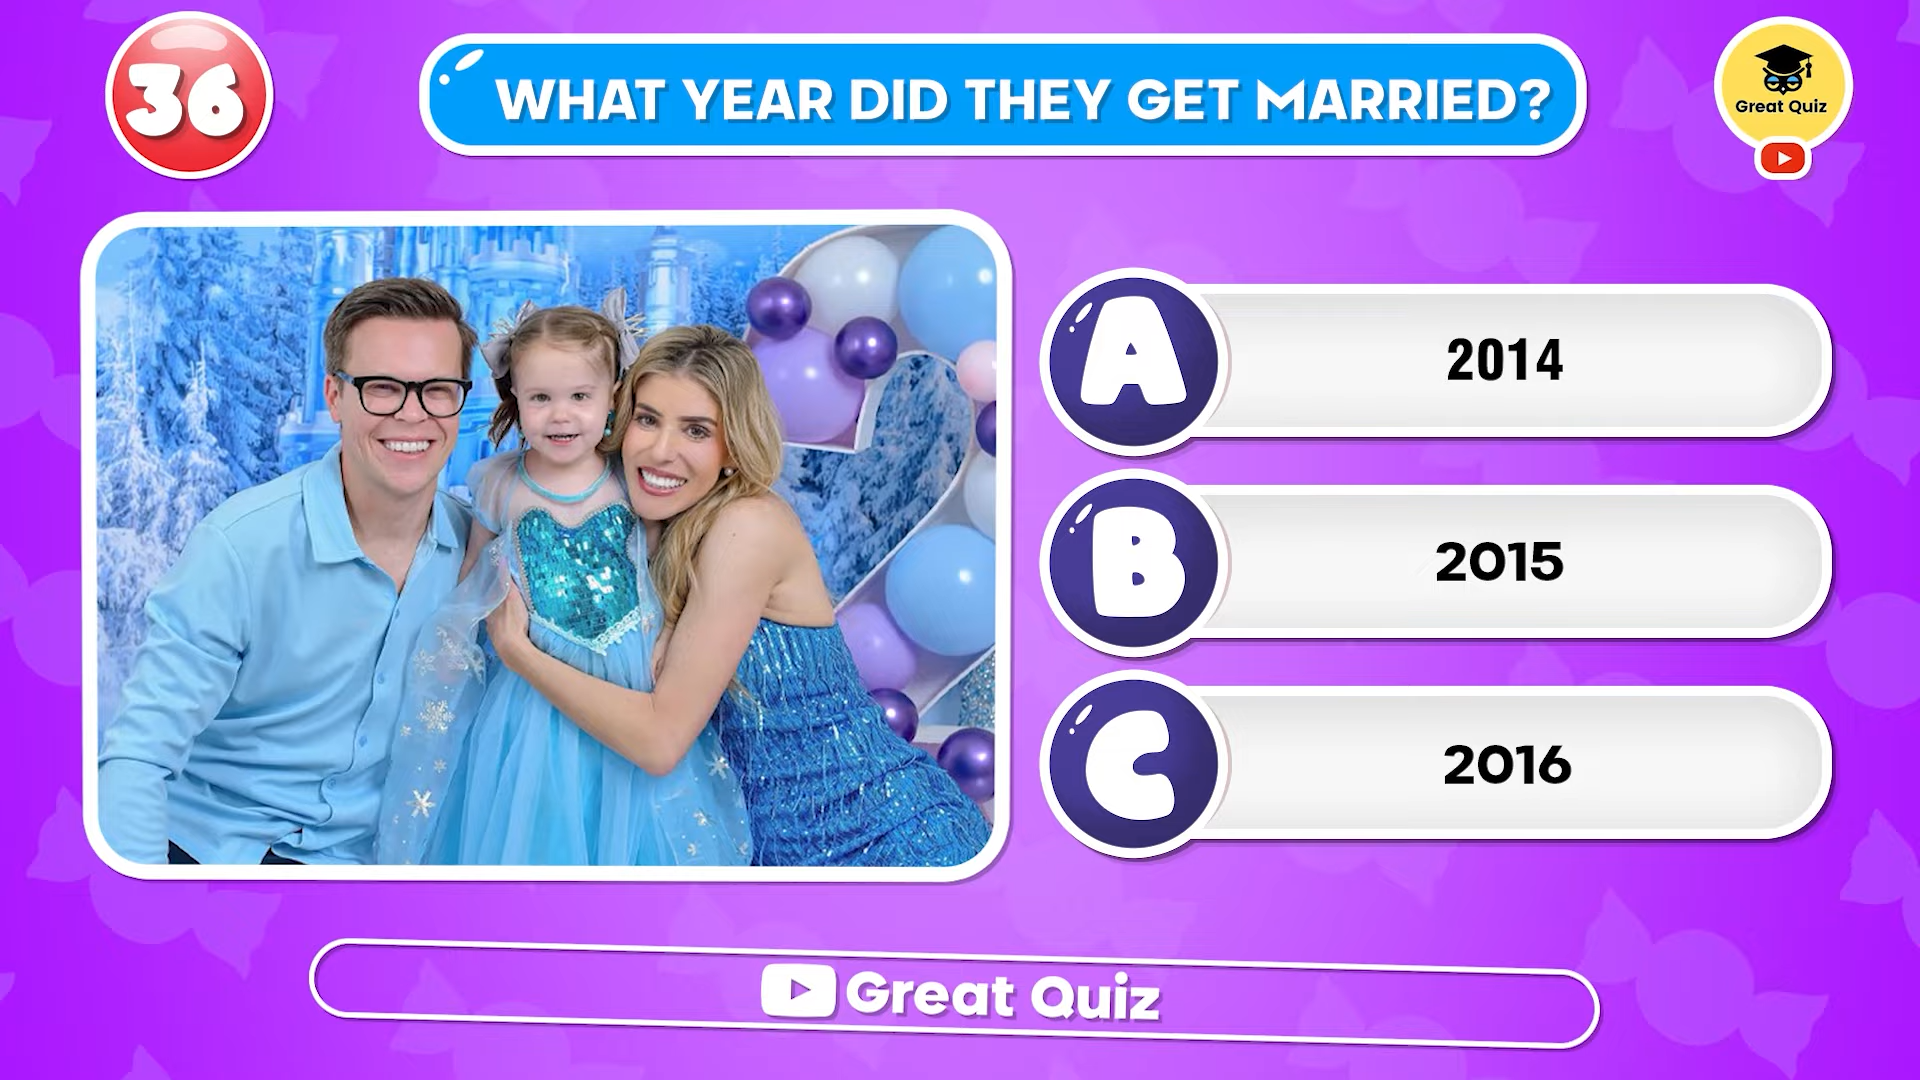 36
WHAT YEAR DID THEY GET MARRIED?
Great Quiz
A
2014
B
2015
C
2016
Great Quiz